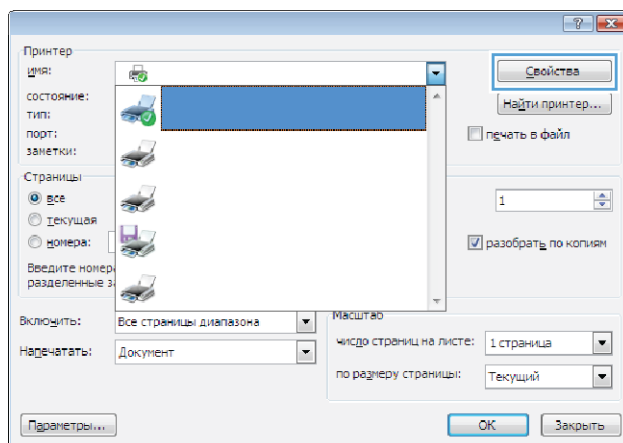 Принтер
имя:
Свойства
состояние:
Найти принтер...
тип:
порт:
печать в файл
заметки:
Страницы
все
1
текущая
номера:
разобрать по копиям
Введите
разделенные
Включить: Все страницы диапазона
Масштаб
число страниц на листе: 1 страница
Напечатать: Документ
по размеру страницы: Текущий
Параметры...
OK
Закрыть